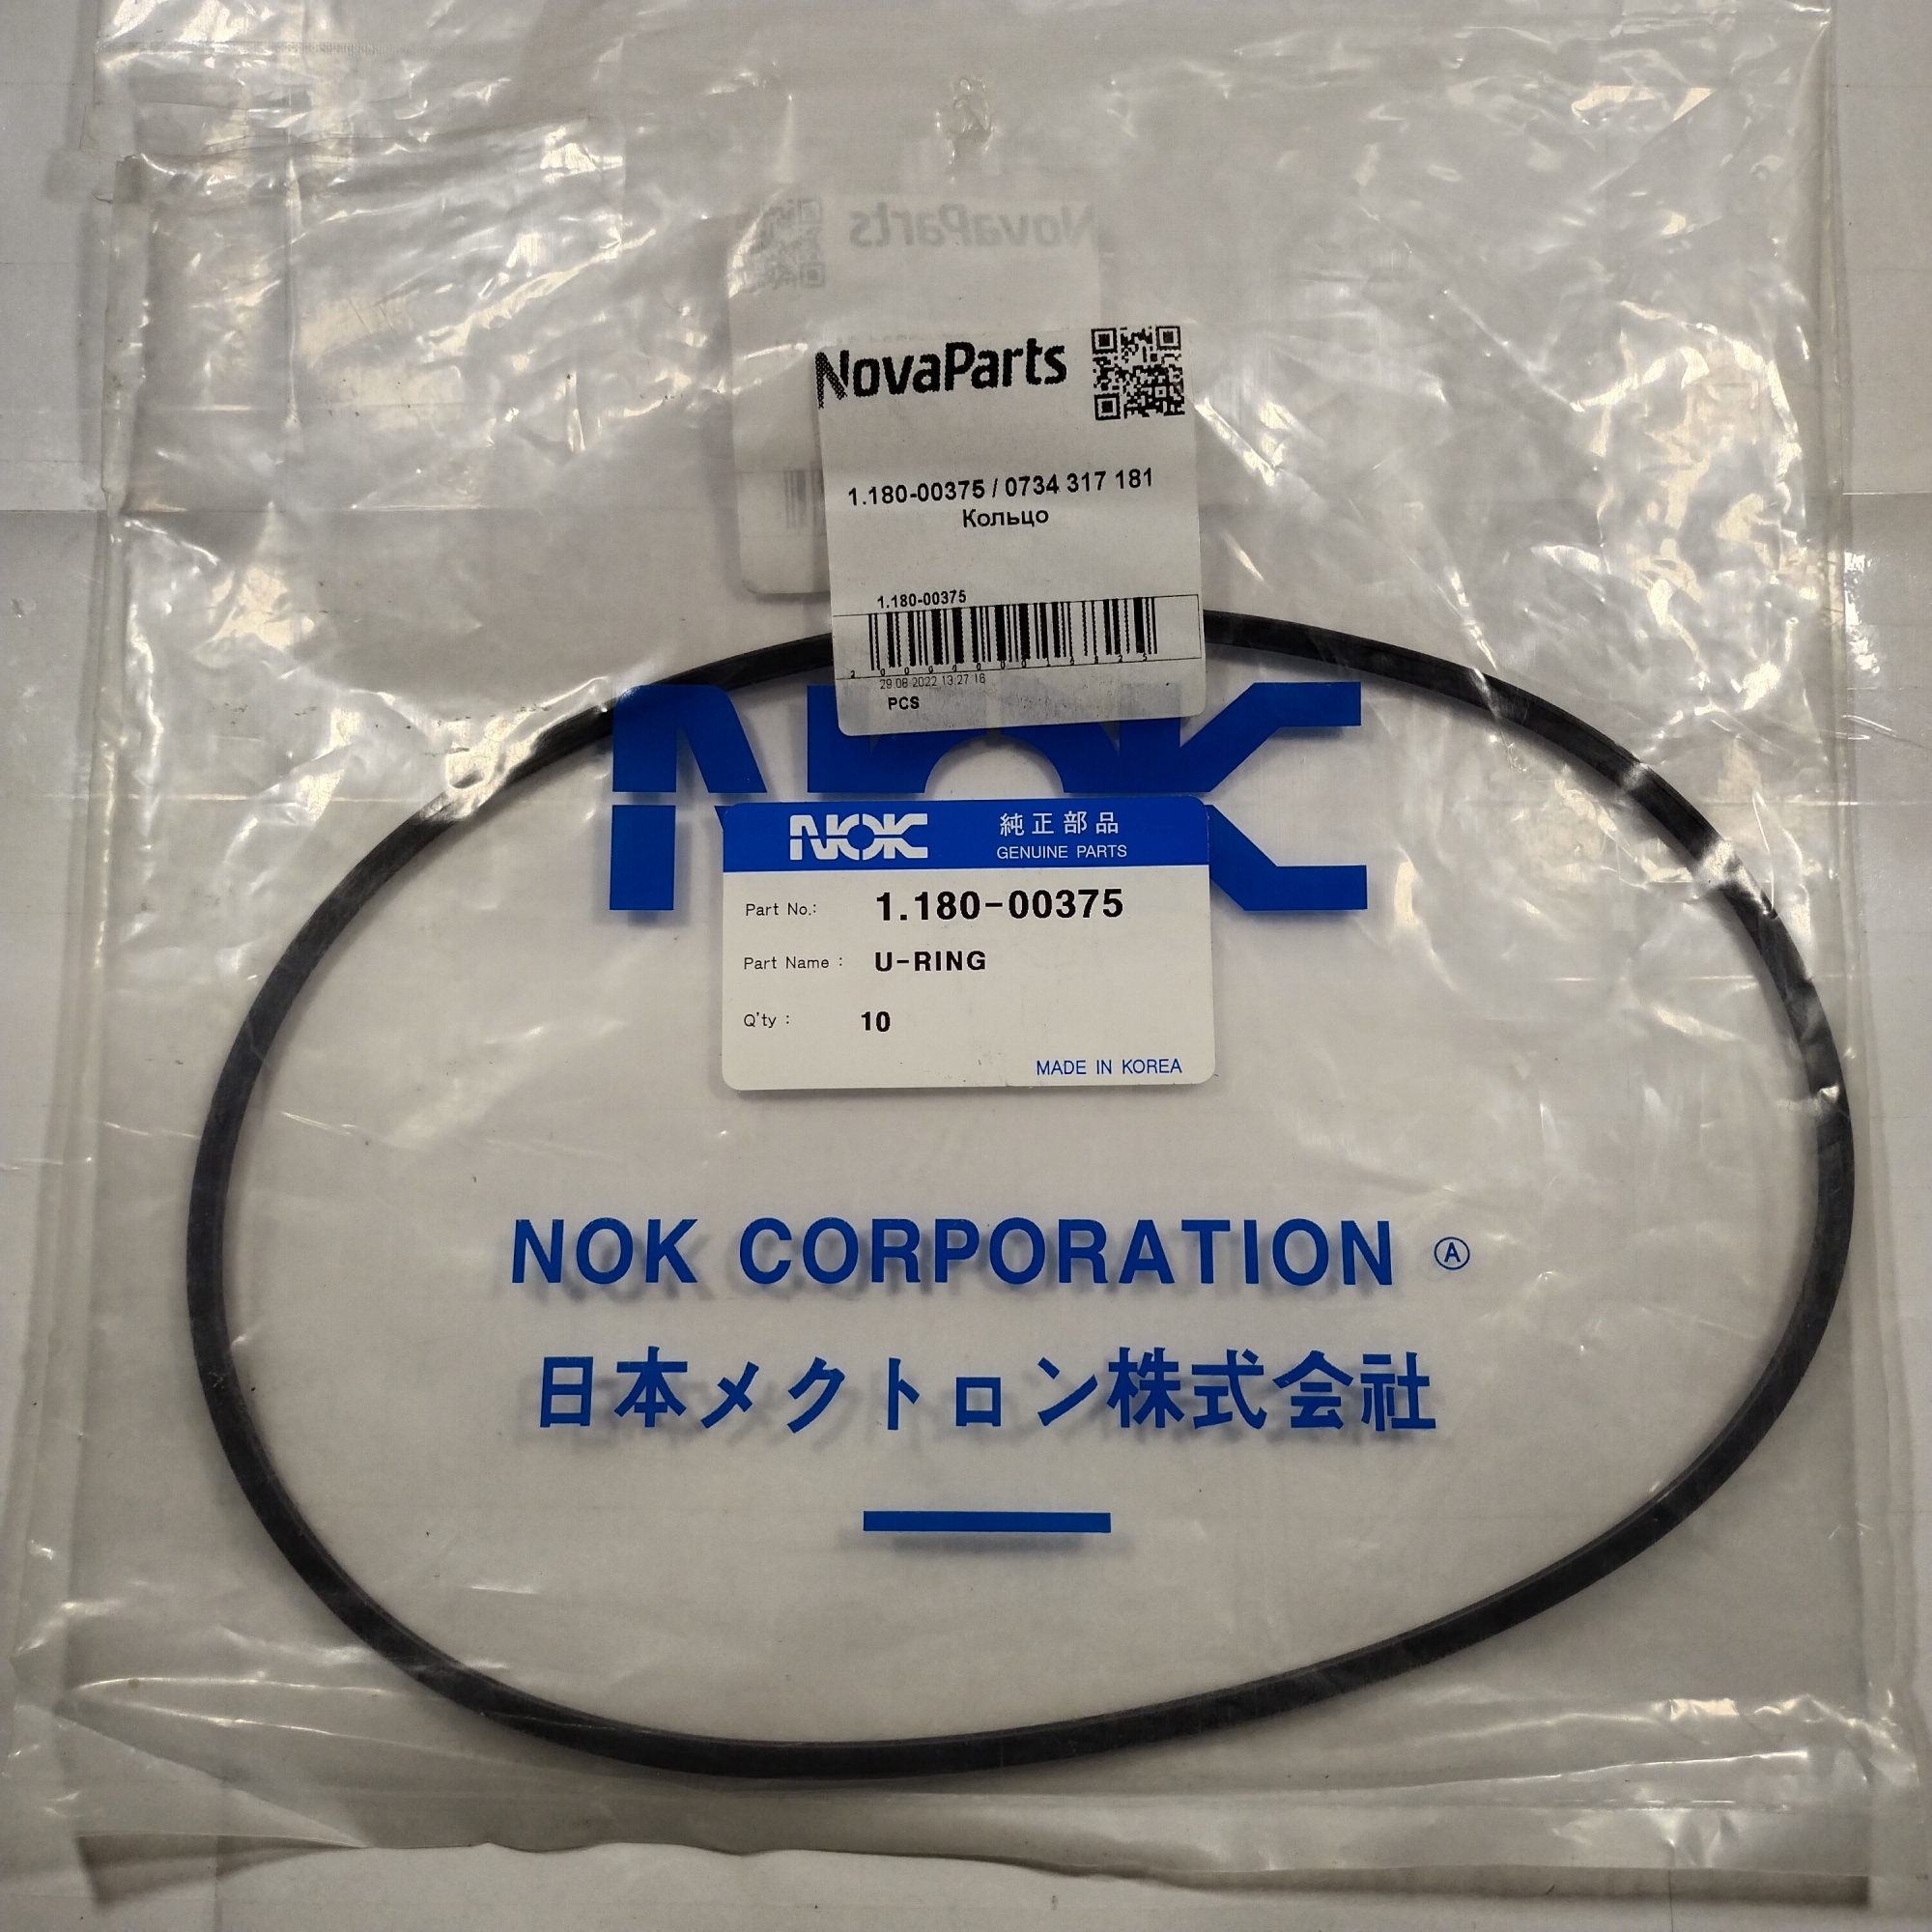 NovaParts
NovaParts
1.180-00375 / 0734 317 181
Кольцо
1.180-00375
29.08.2022 13:27:16
PCS
NOK
NOK 純正部品
GENUINE PARTS
Part No.: 1.180-00375
Part Name : U-RING
Q'ty : 10
MADE IN KOREA
NOK CORPORATION Ⓐ
日本メクトロン株式会社